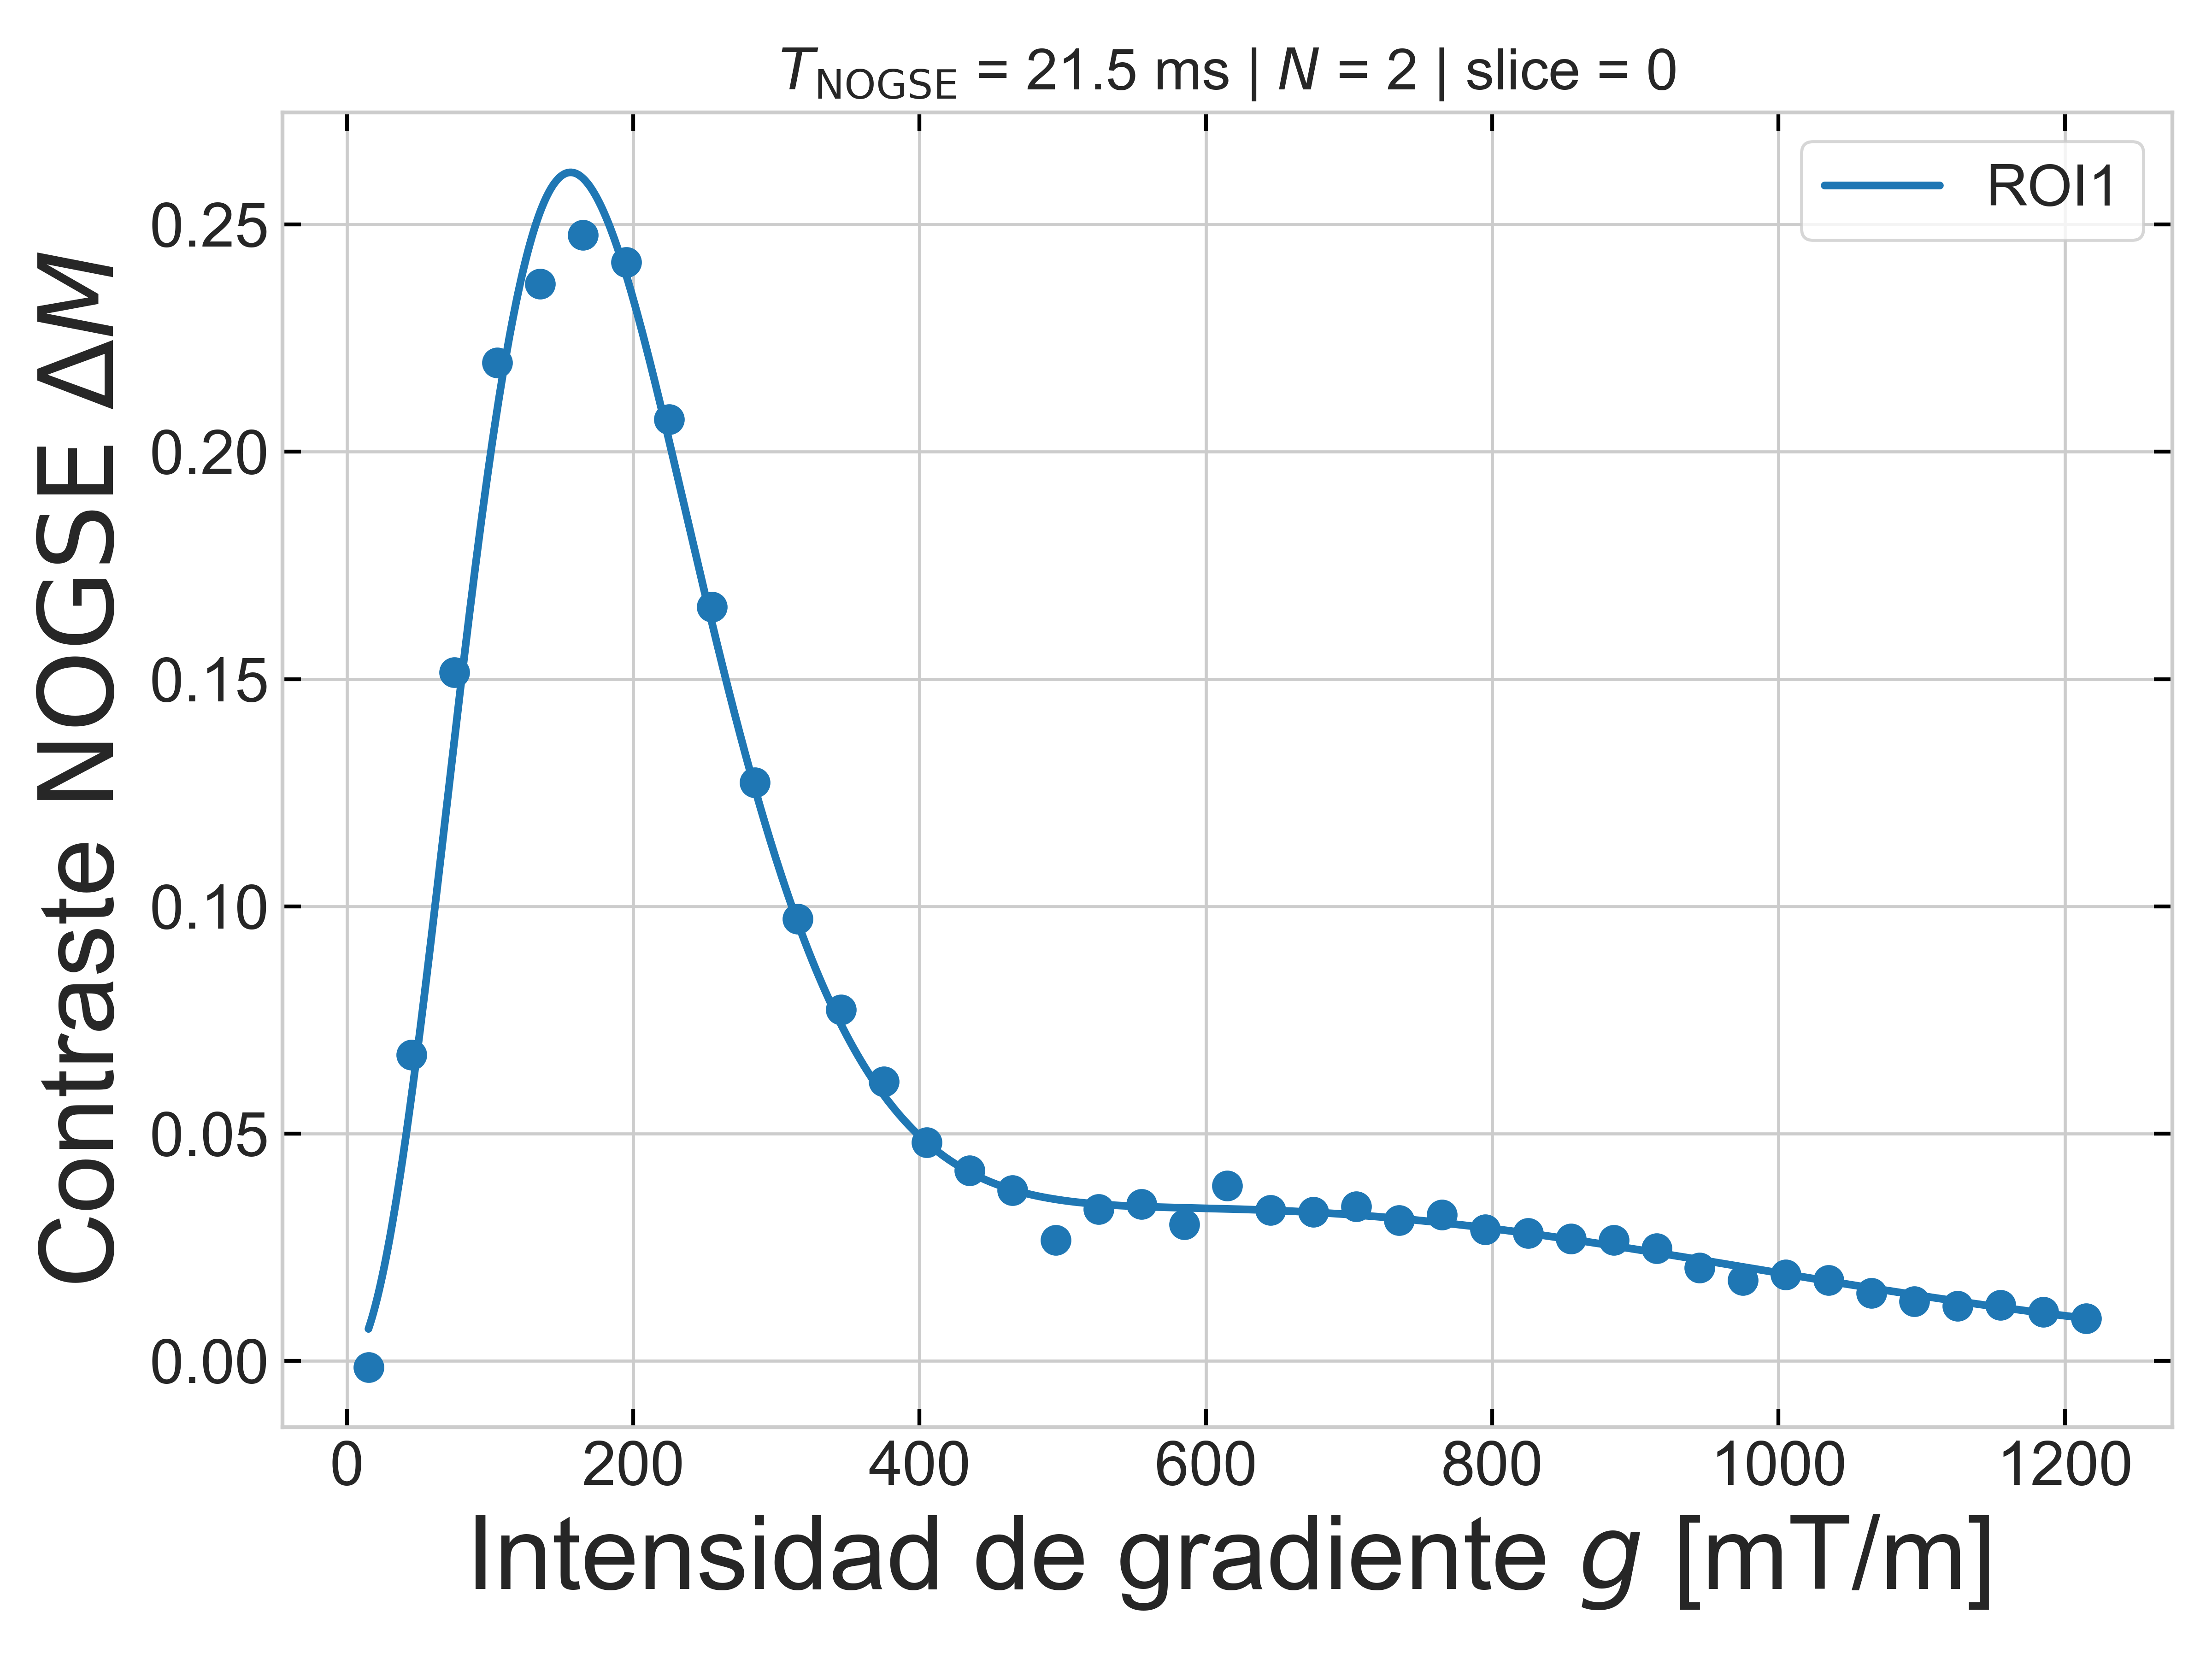 T_NOGSE = 21.5 ms | N = 2 | slice = 0
ROI1
Contraste NOGSE ΔM
0.25
0.20
0.15
0.10
0.05
0.00
0 200 400 600 800 1000 1200
Intensidad de gradiente g [mT/m]